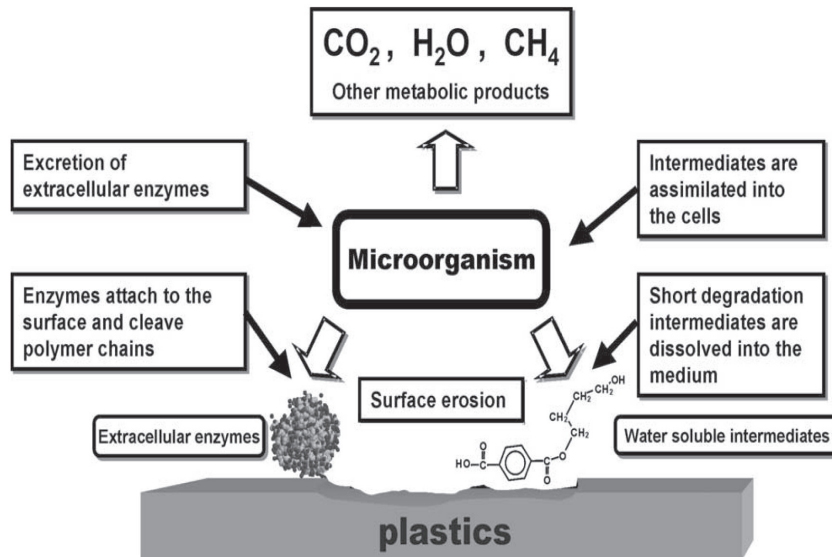 CO₂ , H₂O , CH₄
Other metabolic products
Excretion of
extracellular enzymes
Intermediates are
assimilated into
the cells
Microorganism
Enzymes attach to the
surface and cleave
polymer chains
Short degradation
intermediates are
dissolved into the
medium
Surface erosion
Extracellular enzymes
OH
CH₂
CH₂
CH₂
CH₂
HO
C
O
C
O
O
Water soluble intermediates
plastics